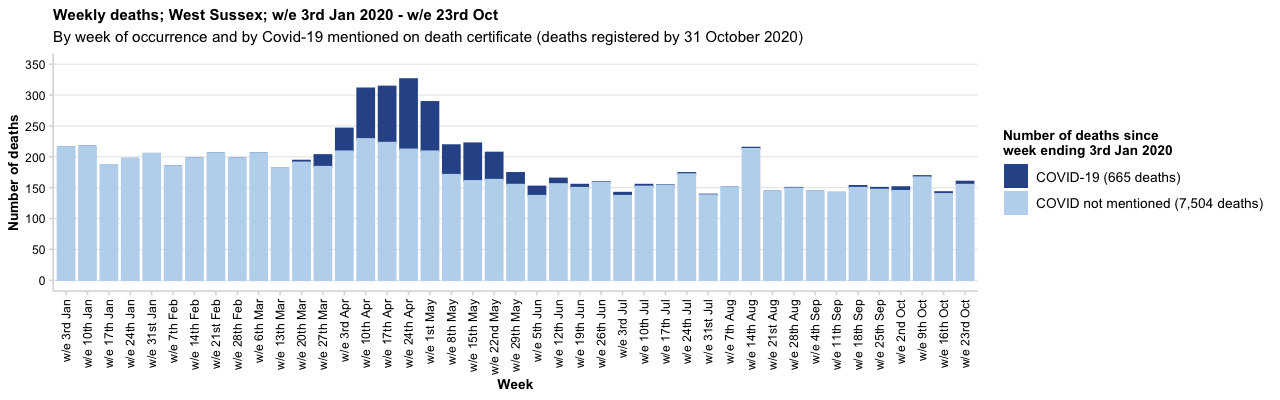 Weekly deaths; West Sussex; w/e 3rd Jan 2020 - w/e 23rd Oct
By week of occurrence and by Covid-19 mentioned on death certificate (deaths registered by 31 October 2020)
Number of deaths
350
300
250
200
150
100
50
0
w/e 3rd Jan
w/e 10th Jan
w/e 17th Jan
w/e 24th Jan
w/e 31st Jan
w/e 7th Feb
w/e 14th Feb
w/e 21st Feb
w/e 28th Feb
w/e 6th Mar
w/e 13th Mar
w/e 20th Mar
w/e 27th Mar
w/e 3rd Apr
w/e 10th Apr
w/e 17th Apr
w/e 24th Apr
w/e 1st May
w/e 8th May
w/e 15th May
w/e 22nd May
w/e 29th May
w/e 5th Jun
w/e 12th Jun
w/e 19th Jun
w/e 26th Jun
w/e 3rd Jul
w/e 10th Jul
w/e 17th Jul
w/e 24th Jul
w/e 31st Jul
w/e 7th Aug
w/e 14th Aug
w/e 21st Aug
w/e 28th Aug
w/e 4th Sep
w/e 11th Sep
w/e 18th Sep
w/e 25th Sep
w/e 2nd Oct
w/e 9th Oct
w/e 16th Oct
w/e 23rd Oct
Week
Number of deaths since
week ending 3rd Jan 2020
COVID-19 (665 deaths)
COVID not mentioned (7,504 deaths)